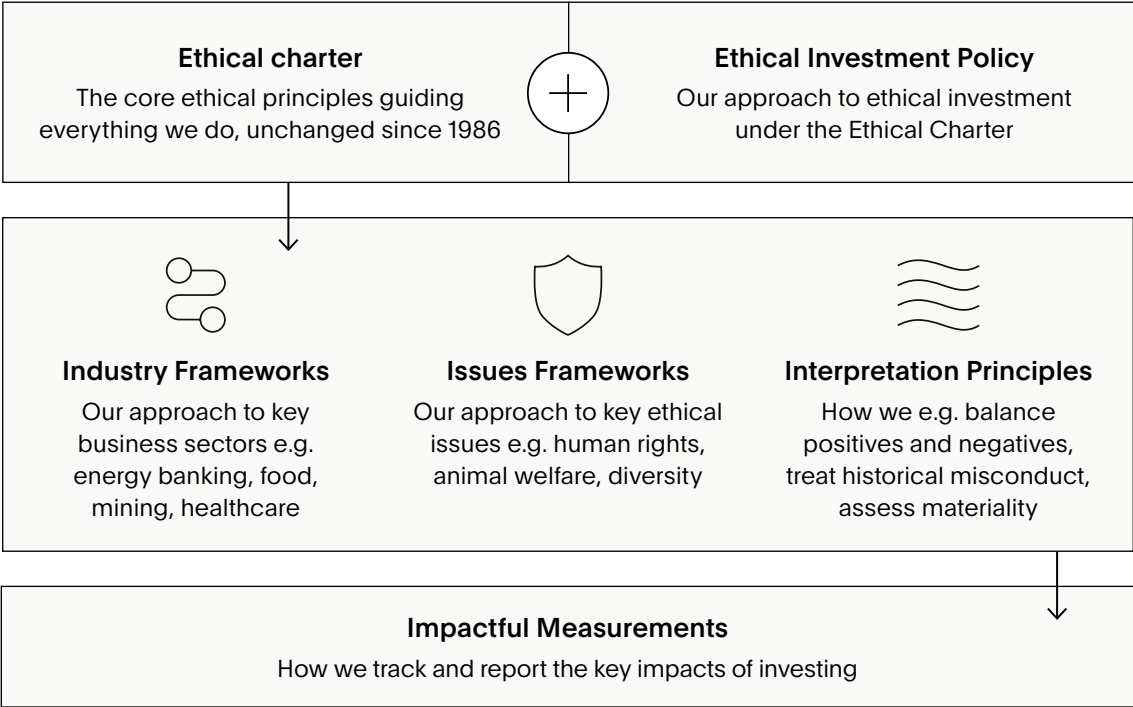 Ethical charter
The core ethical principles guiding
everything we do, unchanged since 1986
Ethical Investment Policy
Our approach to ethical investment
under the Ethical Charter
Industry Frameworks
Our approach to key
business sectors e.g.
energy banking, food,
mining, healthcare
Issues Frameworks
Our approach to key ethical
issues e.g. human rights,
animal welfare, diversity
Interpretation Principles
How we e.g. balance
positives and negatives,
treat historical misconduct,
assess materiality
Impactful Measurements
How we track and report the key impacts of investing